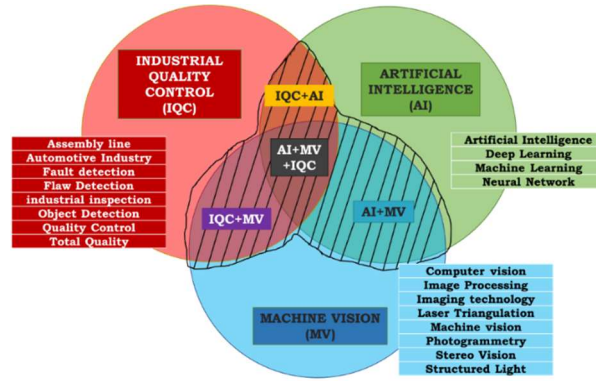 INDUSTRIAL
QUALITY
CONTROL
(IQC)
ARTIFICIAL
INTELLIGENCE
(AI)
IQC+AI
AI+MV
+IQC
IQC+MV
AI+MV
MACHINE VISION
(MV)
Assembly line
Automotive Industry
Fault detection
Flaw Detection
industrial inspection
Object Detection
Quality Control
Total Quality
Artificial Intelligence
Deep Learning
Machine Learning
Neural Network
Computer vision
Image Processing
Imaging technology
Laser Triangulation
Machine vision
Photogrammetry
Stereo Vision
Structured Light